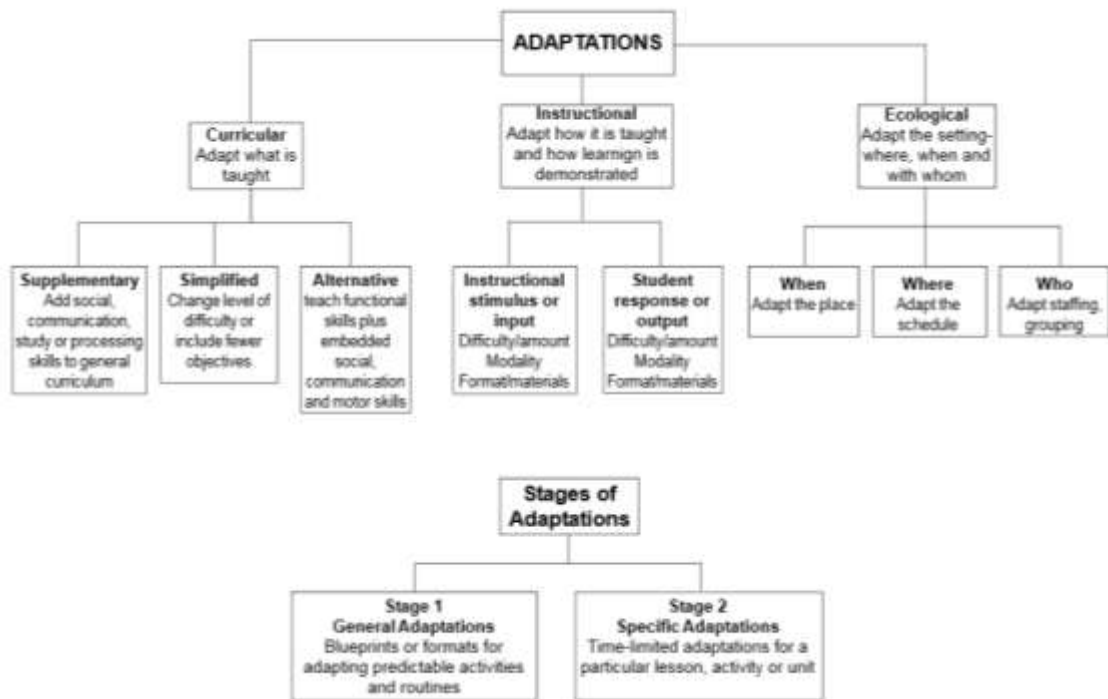 ADAPTATIONS
Curricular
Adapt what is
taught
Instructional
Adapt how it is taught
and how learnign is
demonstrated
Ecological
Adapt the setting-
where, when and
with whom
Supplementary
Add social,
communication,
study or processing
skills to general
curriculum
Simplified
Change level of
difficulty or
include fewer
objectives
Alternative
teach functional
skills plus
embedded
social,
communication
and motor skills
Instructional
stimulus or
input
Difficulty/amount
Modality
Format/materials
Student
response or
output
Difficulty/amount
Modality
Format/materials
When
Adapt the place
Where
Adapt the
schedule
Who
Adapt staffing,
grouping
Stages of
Adaptations
Stage 1
General Adaptations
Blueprints or formats for
adapting predictable activities
and routines
Stage 2
Specific Adaptations
Time-limited adaptations for a
particular lesson, activity or unit